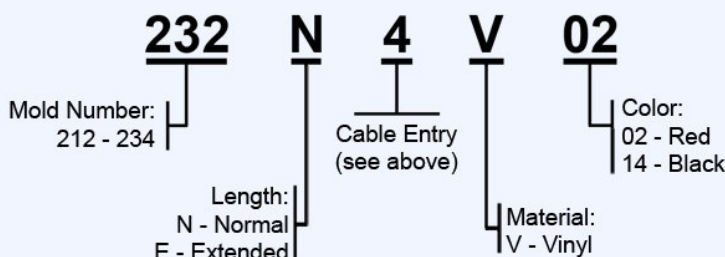 232 N 4 V 02
Mold Number:
212 - 234
Length:
N - Normal
E - Extended
Cable Entry
(see above)
Material:
V - Vinyl
Color:
02 - Red
14 - Black